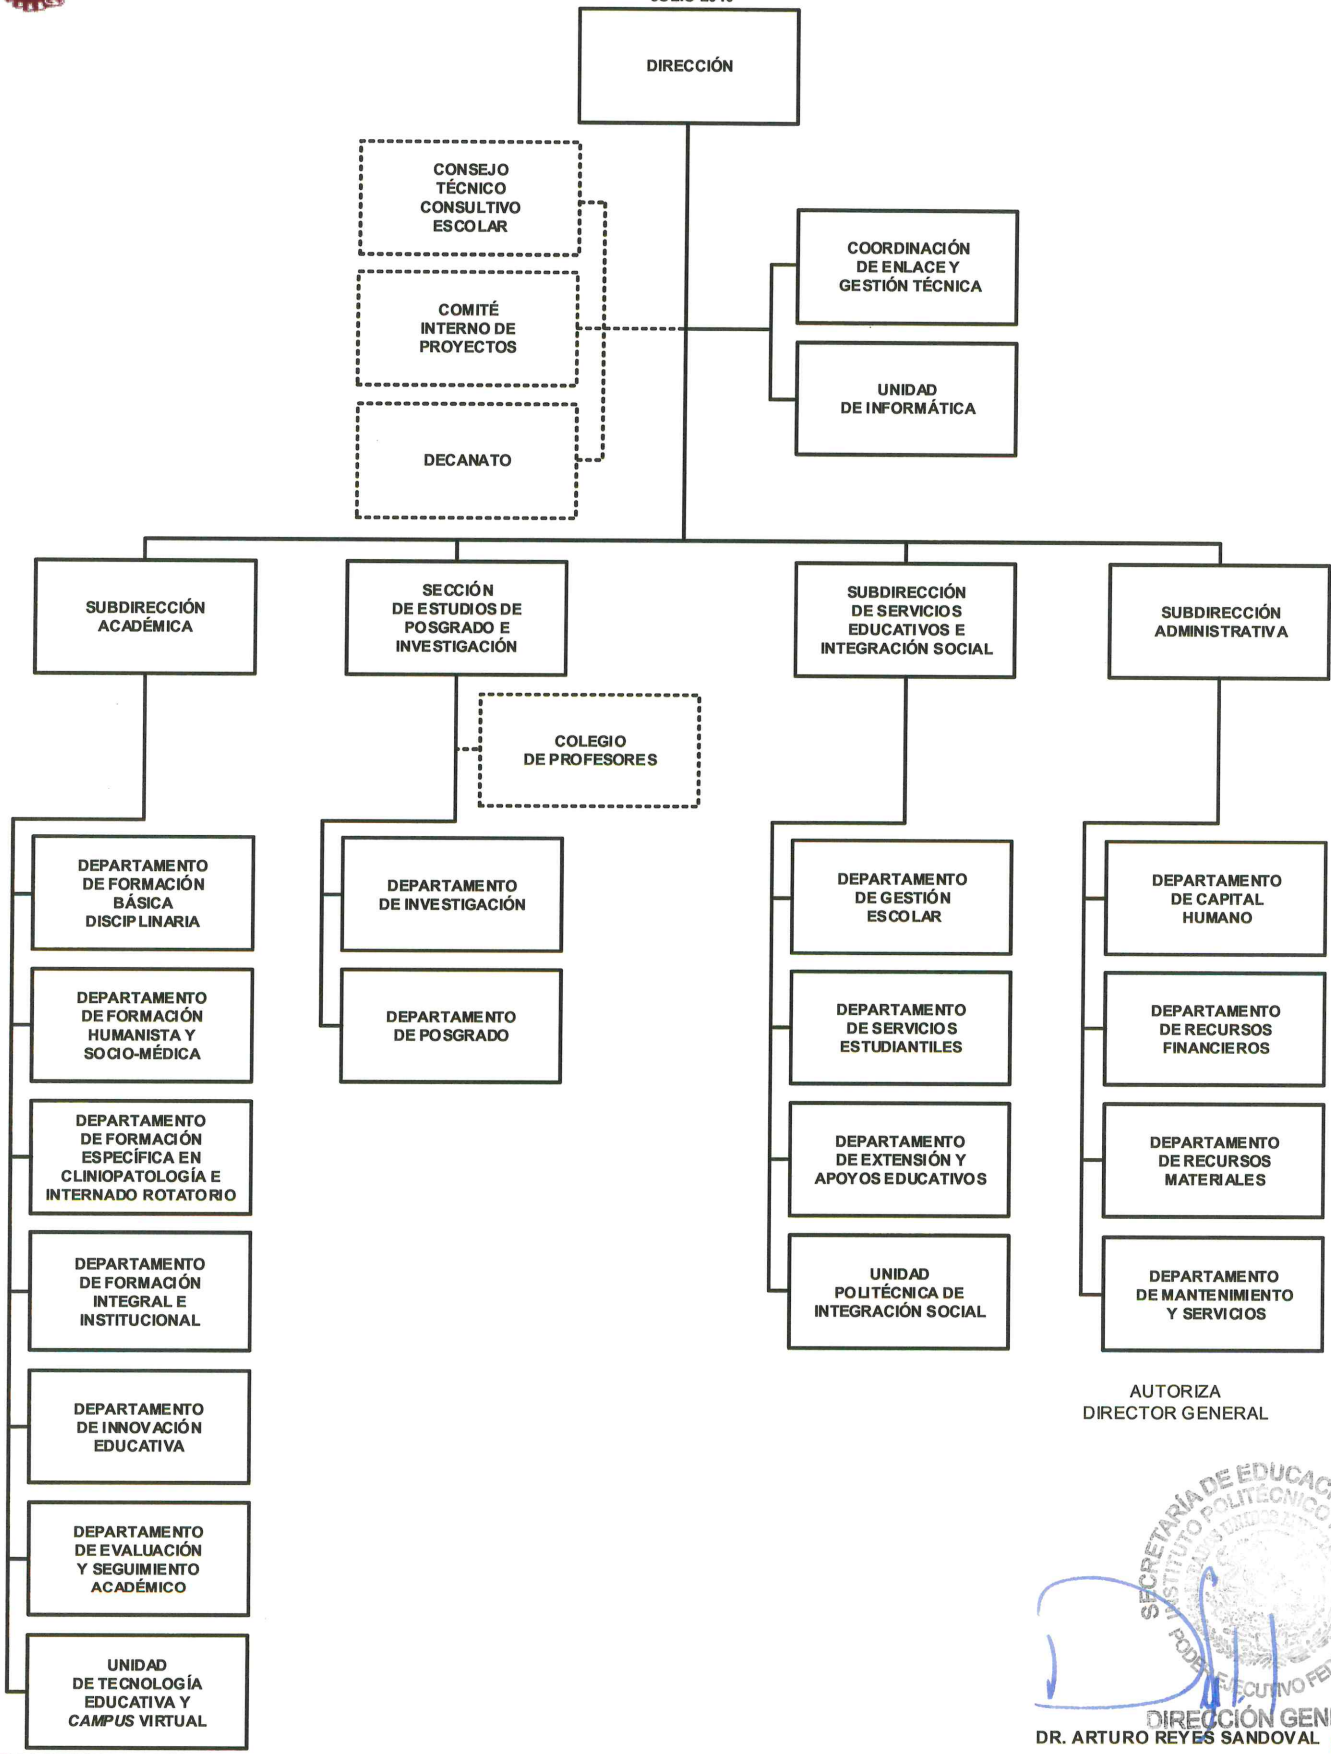 DIRECCIÓN
CONSEJO
TÉCNICO
CONSULTIVO
ESCOLAR
COORDINACIÓN
DE ENLACE Y
GESTIÓN TÉCNICA
COMITÉ
INTERNO DE
PROYECTOS
UNIDAD
DE INFORMÁTICA
DECANATO
SUBDIRECCIÓN
ACADÉMICA
SECCIÓN
DE ESTUDIOS DE
POSGRADO E
INVESTIGACIÓN
SUBDIRECCIÓN
DE SERVICIOS
EDUCATIVOS E
INTEGRACIÓN SOCIAL
SUBDIRECCIÓN
ADMINISTRATIVA
COLEGIO
DE PROFESORES
DEPARTAMENTO
DE FORMACIÓN
BÁSICA
DISCIPLINARIA
DEPARTAMENTO
DE FORMACIÓN
HUMANISTA Y
SOCIO-MÉDICA
DEPARTAMENTO
DE FORMACIÓN
ESPECÍFICA EN
CLINIOPATOLOGÍA E
INTERNADO ROTATORIO
DEPARTAMENTO
DE FORMACIÓN
INTEGRAL E
INSTITUCIONAL
DEPARTAMENTO
DE INNOVACIÓN
EDUCATIVA
DEPARTAMENTO
DE EVALUACIÓN
Y SEGUIMIENTO
ACADÉMICO
UNIDAD
DE TECNOLOGÍA
EDUCATIVA Y
CAMPUS VIRTUAL
DEPARTAMENTO
DE INVESTIGACIÓN
DEPARTAMENTO
DE POSGRADO
DEPARTAMENTO
DE GESTIÓN
ESCOLAR
DEPARTAMENTO
DE SERVICIOS
ESTUDIANTILES
DEPARTAMENTO
DE EXTENSIÓN Y
APOYOS EDUCATIVOS
UNIDAD
POLITÉCNICA DE
INTEGRACIÓN SOCIAL
DEPARTAMENTO
DE CAPITAL
HUMANO
DEPARTAMENTO
DE RECURSOS
FINANCIEROS
DEPARTAMENTO
DE RECURSOS
MATERIALES
DEPARTAMENTO
DE MANTENIMIENTO
Y SERVICIOS
AUTORIZA
DIRECTOR GENERAL
SECRETARÍA DE EDUCAC
INSTITUTO POLITÉCNICO
PODER EJECUTIVO FE
DIRECCIÓN GEN
DR. ARTURO REYES SANDOVAL